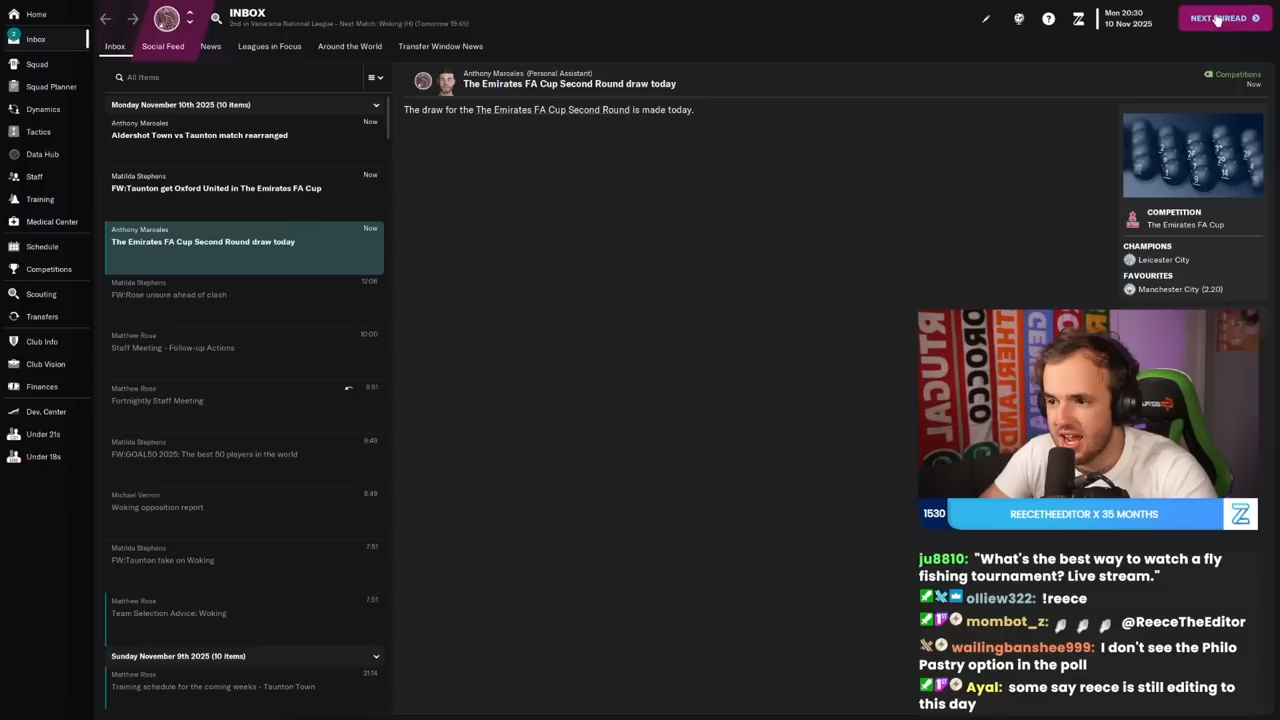 Home
2
Inbox
Squad
Squad Planner
Dynamics
Tactics
Data Hub
Staff
Training
Medical Center
Schedule
Competitions
Scouting
Transfers
Club Info
Club Vision
Finances
Dev. Center
Under 21s
Under 18s
INBOX
2nd in Vanarama National League - Next Match: Woking (H) (Tomorrow 19:45)
Mon 20:30
10 Nov 2025
Inbox
Social Feed
News
Leagues in Focus
Around the World
Transfer Window News
All Items
Monday November 10th 2025 (10 items)
Anthony Maroales
Now
Aldershot Town vs Taunton match rearranged
Matilda Stephens
Now
FW:Taunton get Oxford United in The Emirates FA Cup
Anthony Maroales
Now
The Emirates FA Cup Second Round draw today
Matilda Stephens
12:06
FW:Rose unsure ahead of clash
Matthew Rose
10:00
Staff Meeting - Follow-up Actions
Matthew Rose
8:51
Fortnightly Staff Meeting
Matilda Stephens
8:49
FW:GOAL50 2025: The best 50 players in the world
Michael Vernon
8:49
Woking opposition report
Matilda Stephens
7:51
FW:Taunton take on Woking
Matthew Rose
7:51
Team Selection Advice: Woking
Sunday November 9th 2025 (10 items)
Matthew Rose
21:14
Training schedule for the coming weeks - Taunton Town
Anthony Maroales (Personal Assistant)
The Emirates FA Cup Second Round draw today
Competitions
Now
The draw for the The Emirates FA Cup Second Round is made today.
COMPETITION
The Emirates FA Cup
CHAMPIONS
Leicester City
FAVOURITES
Manchester City (2.20)
1530
REECETHEEDITOR X 35 MONTHS
ju8810: "What's the best way to watch a fly
fishing tournament? Live stream."
olliew322: !reece
mombot_z: @ReeceTheEditor
wailingbanshee999: I don't see the Philo
Pastry option in the poll
Ayal: some say reece is still editing to
this day